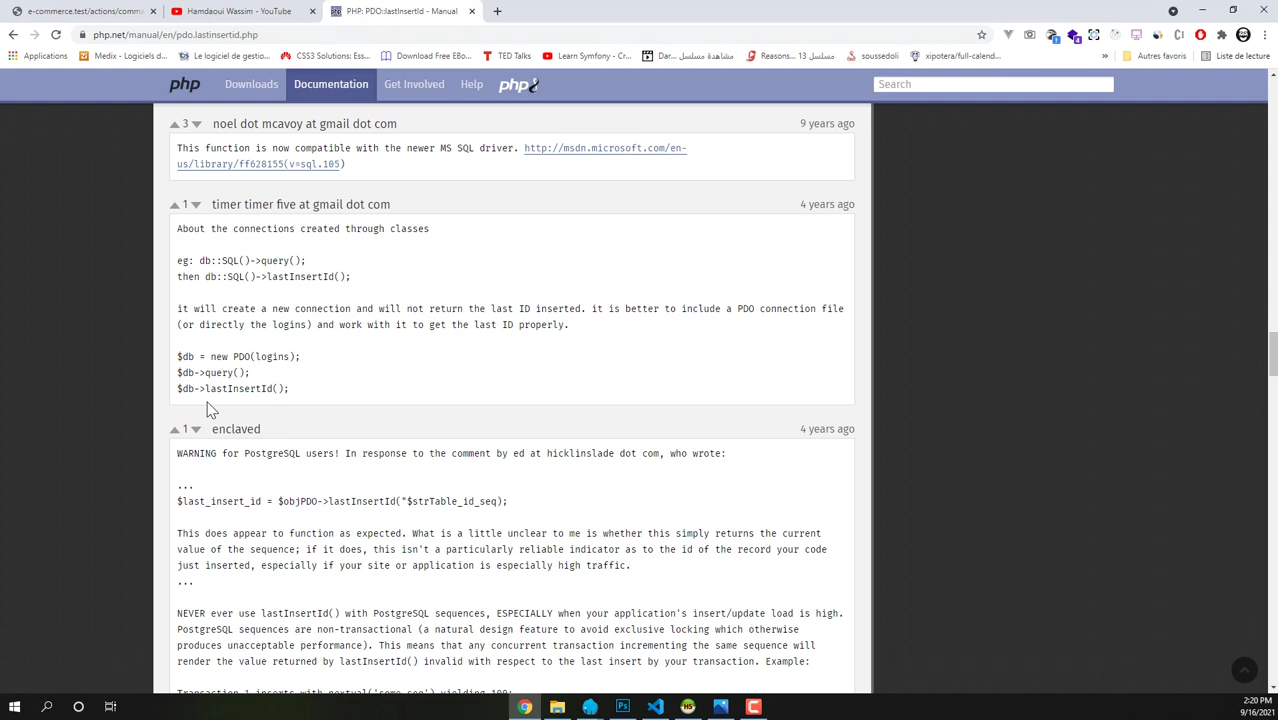 e-commerce.test/actions/comma
Hamdaoui Wassim - YouTube
PHP: PDO::lastInsertId - Manual
php.net/manual/en/pdo.lastinsertid.php
Applications
Medix - Logiciels d...
Le logiciel de gestio...
CSS3 Solutions: Ess...
Download Free EBo...
TED Talks
Learn Symfony - Cr...
Dar... مشاهدة مسلسل
Reasons... 13 مسلسل
soussedoli
xipotera/full-calend...
»
Autres favoris
Liste de lecture
php
Downloads
Documentation
Get Involved
Help
php8
Search
3 noel dot mcavoy at gmail dot com
9 years ago
This function is now compatible with the newer MS SQL driver. http://msdn.microsoft.com/en-
us/library/ff628155(v=sql.105)
1 timer timer five at gmail dot com
4 years ago
About the connections created through classes
eg: db::SQL()->query();
then db::SQL()->lastInsertId();
it will create a new connection and will not return the last ID inserted. it is better to include a PDO connection file
(or directly the logins) and work with it to get the last ID properly.
$db = new PDO(logins);
$db->query();
$db->lastInsertId();
1 enclaved
4 years ago
WARNING for PostgreSQL users! In response to the comment by ed at hicklinslade dot com, who wrote:
...
$last_insert_id = $objPDO->lastInsertId("$strTable_id_seq);
This does appear to function as expected. What is a little unclear to me is whether this simply returns the current
value of the sequence; if it does, this isn't a particularly reliable indicator as to the id of the record your code
just inserted, especially if your site or application is especially high traffic.
...
NEVER ever use lastInsertId() with PostgreSQL sequences, ESPECIALLY when your application's insert/update load is high.
PostgreSQL sequences are non-transactional (a natural design feature to avoid exclusive locking which otherwise
produces unacceptable performance). This means that any concurrent transaction incrementing the same sequence will
render the value returned by lastInsertId() invalid with respect to the last insert by your transaction. Example:
Transaction 1 inserts with nextval('some_seq') yielding 100;
2:20 PM
9/16/2021